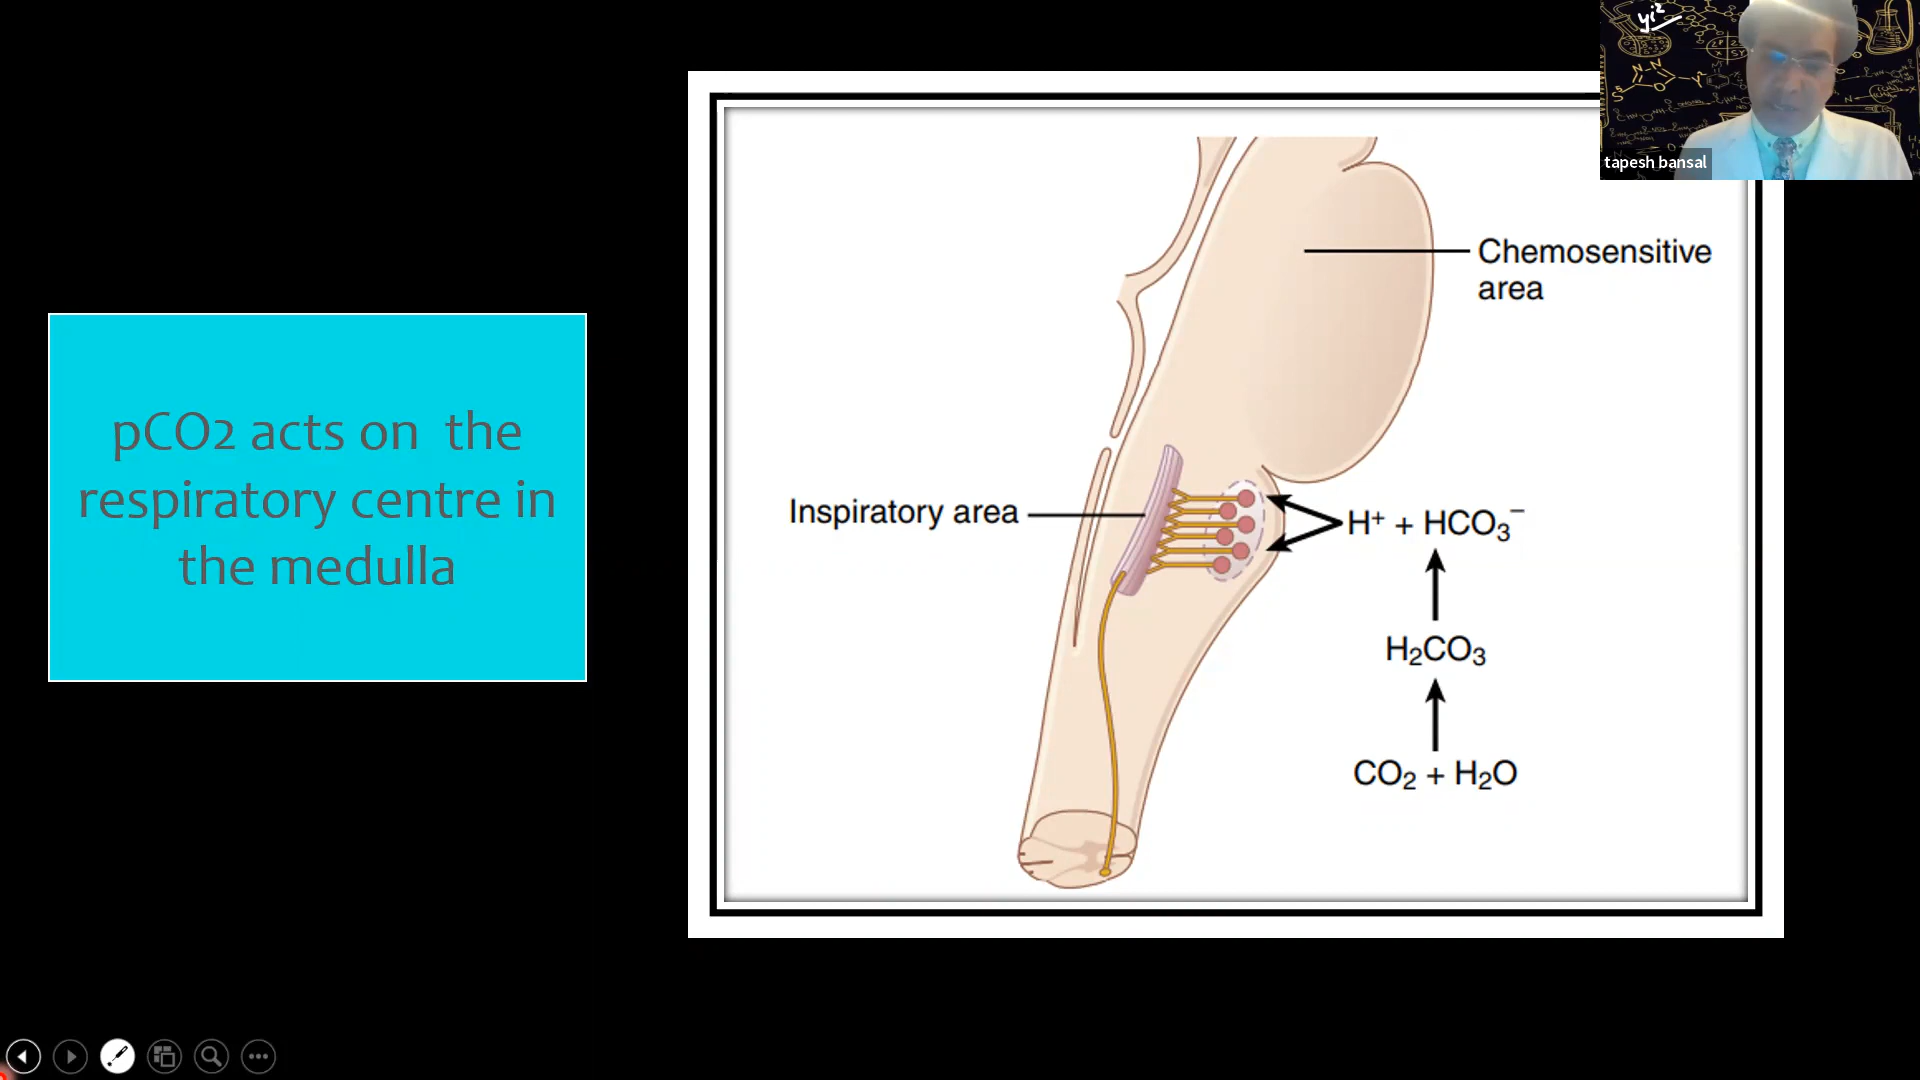 pCO2 acts on  the
respiratory centre in
the medulla
Chemosensitive
area
Inspiratory area
H⁺ + HCO₃⁻
H₂CO₃
CO₂ + H₂O
tapesh bansal